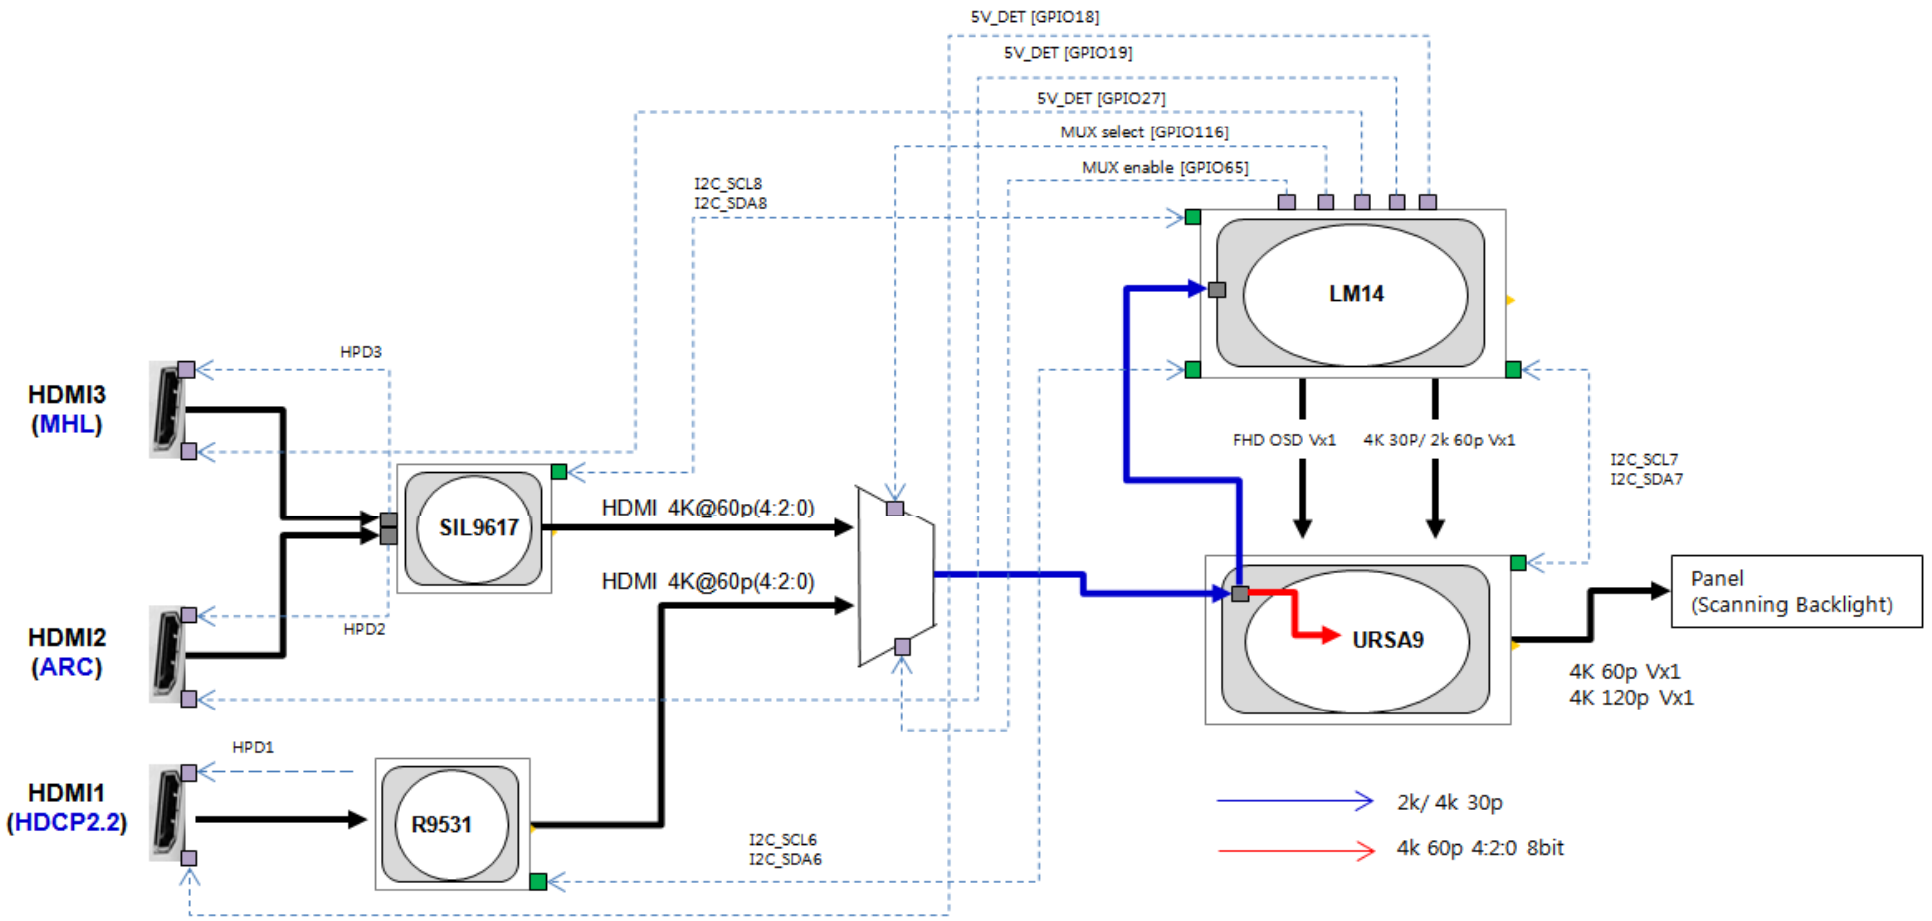 5V_DET [GPIO18]
5V_DET [GPIO19]
5V_DET [GPIO27]
MUX select [GPIO116]
MUX enable [GPIO65]
I2C_SCL8
I2C_SDA8
LM14
HPD3
HDMI3
(MHL)
FHD OSD Vx1
4K 30P/ 2k 60p Vx1
I2C_SCL7
I2C_SDA7
SIL9617
HDMI 4K@60p(4:2:0)
HDMI 4K@60p(4:2:0)
Panel
(Scanning Backlight)
HPD2
HDMI2
(ARC)
URSA9
4K 60p Vx1
4K 120p Vx1
HPD1
HDMI1
(HDCP2.2)
R9531
I2C_SCL6
I2C_SDA6
2k/ 4k 30p
4k 60p 4:2:0 8bit